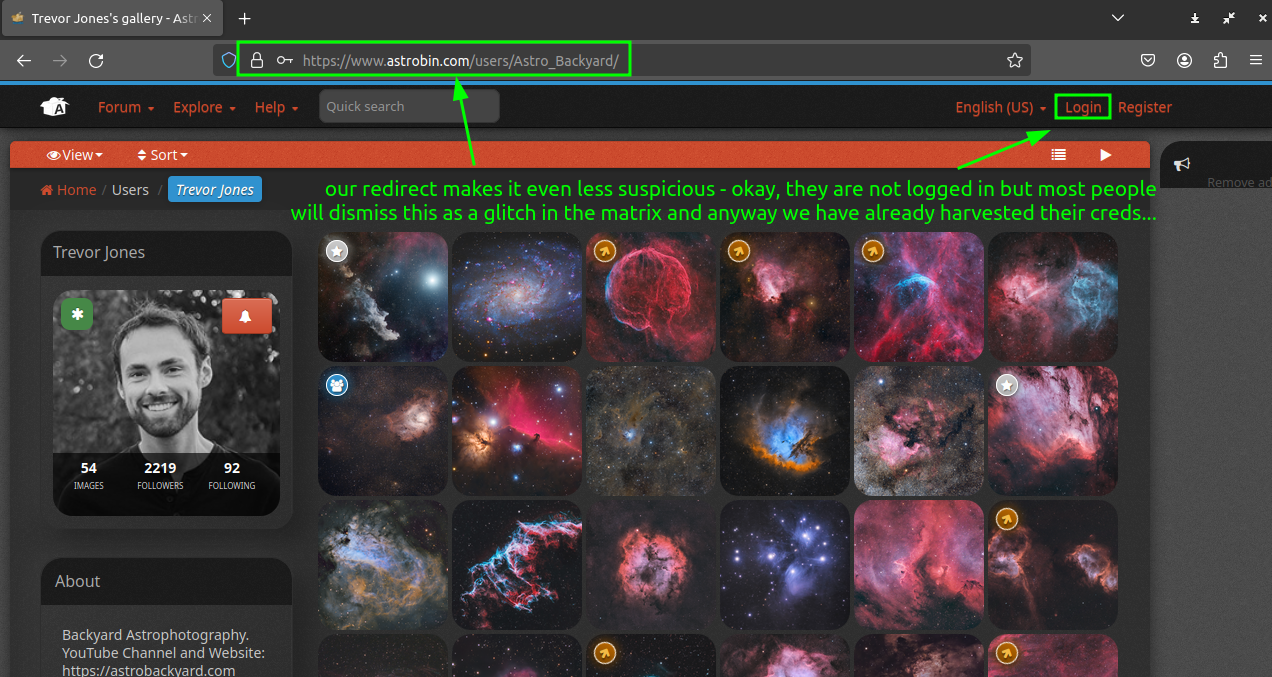 Trevor Jones's gallery - Ast
https://www.astrobin.com/users/Astro_Backyard/
A
Forum
Explore
Help
Quick search
English (US)
Login
Register
View
Sort
Home / Users / Trevor Jones
Remove ad
our redirect makes it even less suspicious - okay, they are not logged in but most people
will dismiss this as a glitch in the matrix and anyway we have already harvested their creds...
Trevor Jones
54 2219 92
IMAGES FOLLOWERS FOLLOWING
About
Backyard Astrophotography.
YouTube Channel and Website:
https://astrobackyard.com